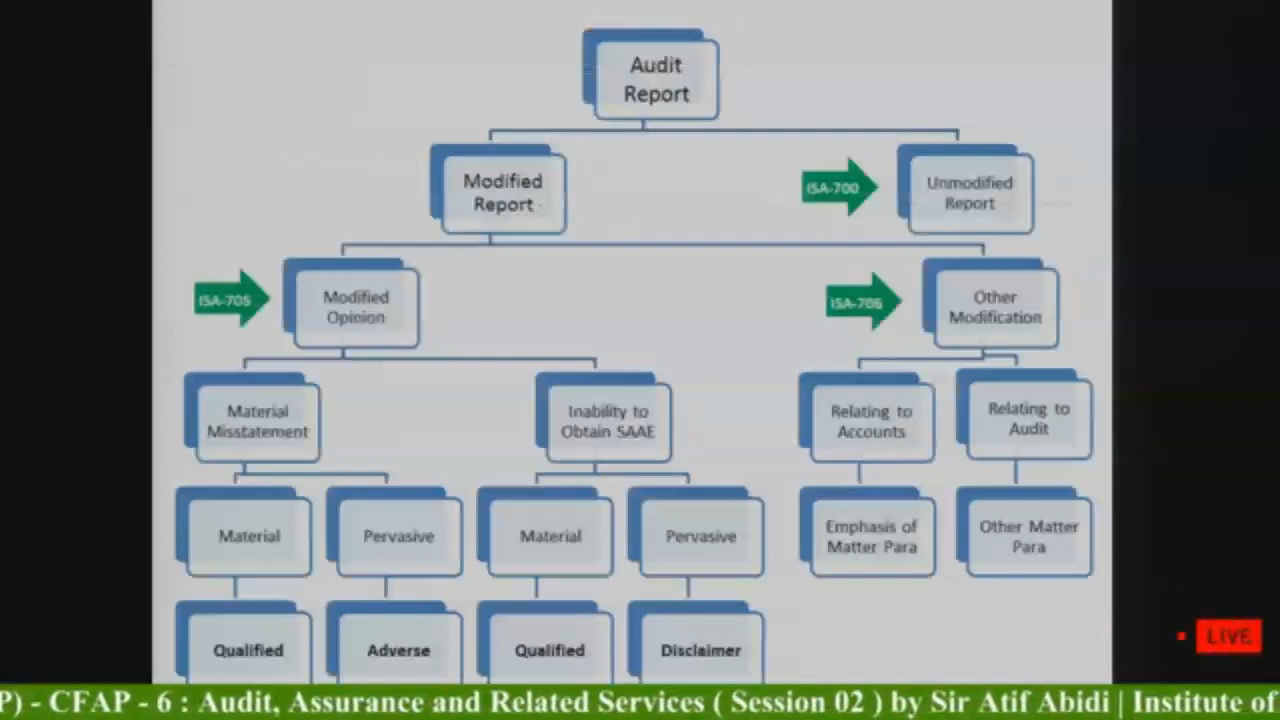 Audit
Report
Modified
Report
ISA-700
Unmodified
Report
ISA-705
Modified
Opinion
ISA-706
Other
Modification
Material
Misstatement
Inability to
Obtain SAAE
Relating to
Accounts
Relating to
Audit
Material
Pervasive
Material
Pervasive
Emphasis of
Matter Para
Other Matter
Para
Qualified
Adverse
Qualified
Disclaimer
LIVE
P) - CFAP - 6 : Audit, Assurance and Related Services ( Session 02 ) by Sir Atif Abidi | Institute of